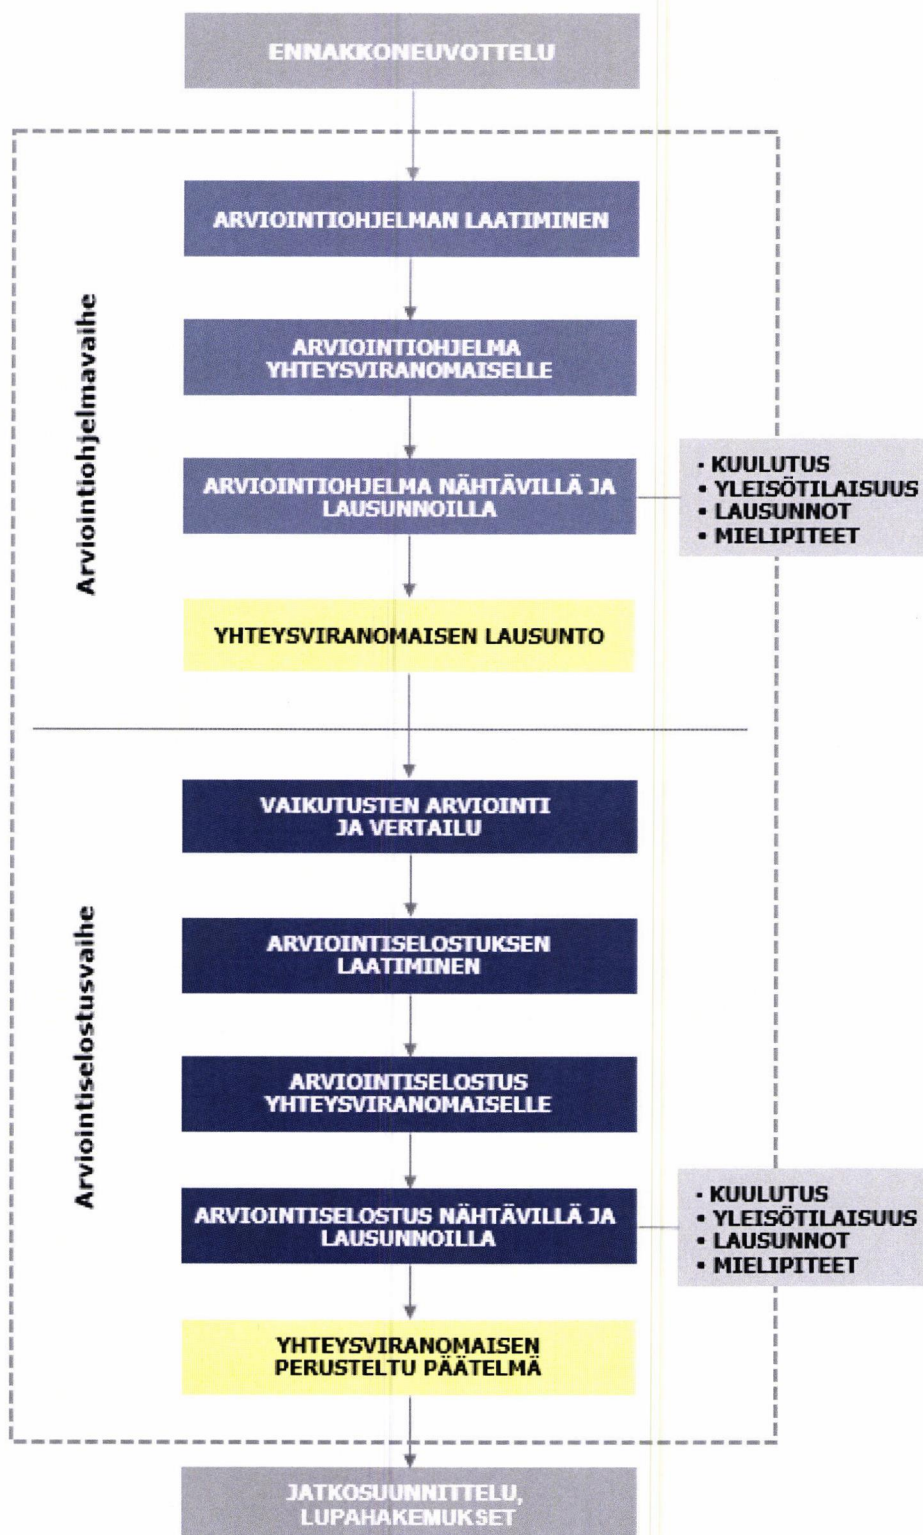 ENNAKKONEUVOTTELU
Arviointiohjelmavaihe
ARVIOINTIOHJELMAN LAATIMINEN
ARVIOINTIOHJELMA
YHTEYSVIRANOMAISELLE
ARVIOINTIOHJELMA NÄHTÄVILLÄ JA
LAUSUNNOILLA
• KUULUTUS
• YLEISÖTILAISUUS
• LAUSUNNOT
• MIELIPITEET
YHTEYSVIRANOMAISEN LAUSUNTO
Arviointiselostusvaihe
VAIKUTUSTEN ARVIOINTI
JA VERTAILU
ARVIOINTISELOSTUKSEN
LAATIMINEN
ARVIOINTISELOSTUS
YHTEYSVIRANOMAISELLE
ARVIOINTISELOSTUS NÄHTÄVILLÄ JA
LAUSUNNOILLA
• KUULUTUS
• YLEISÖTILAISUUS
• LAUSUNNOT
• MIELIPITEET
YHTEYSVIRANOMAISEN
PERUSTELTU PÄÄTELMÄ
JATKOSUUNNITTELU,
LUPAHAKEMUKSET